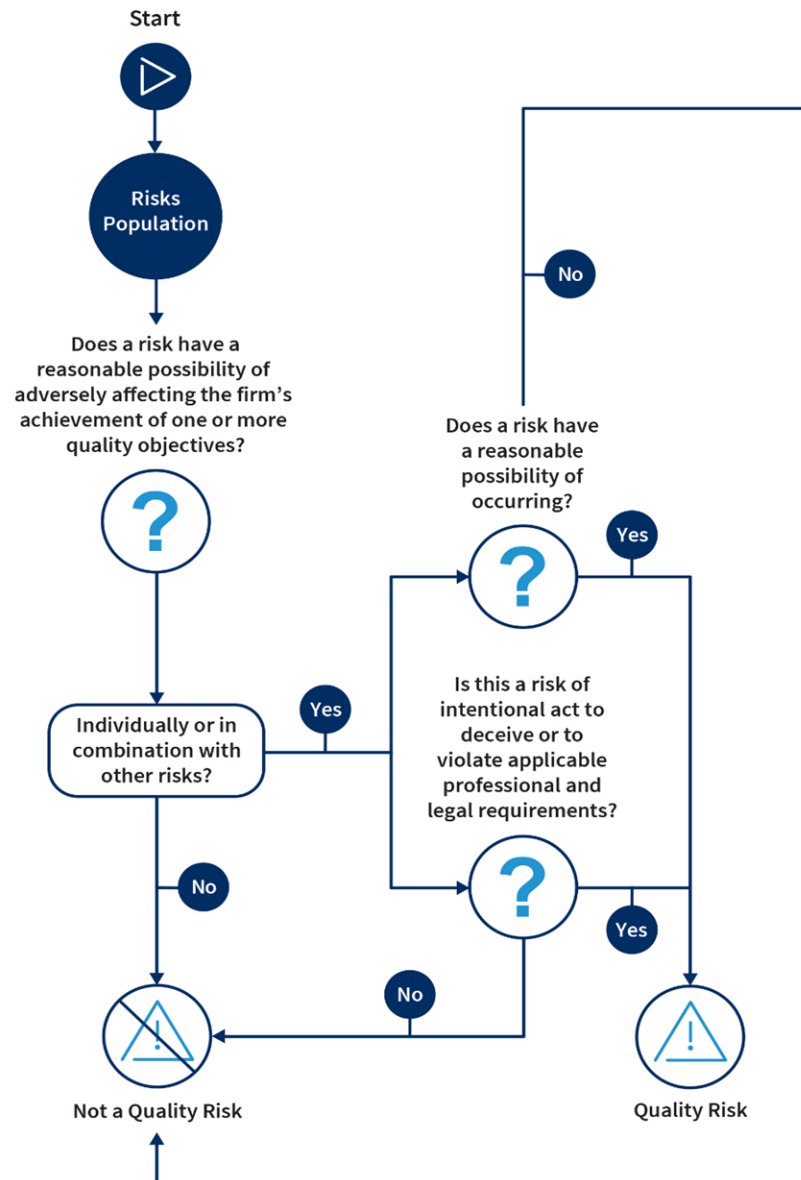 Start
Risks
Population
Does a risk have a
reasonable possibility of
adversely affecting the firm’s
achievement of one or more
quality objectives?
?
Individually or in
combination with
other risks?
Yes
No
No
Does a risk have
a reasonable
possibility of
occurring?
?
Yes
Is this a risk of
intentional act to
deceive or to
violate applicable
professional and
legal requirements?
?
Yes
No
!
Not a Quality Risk
!
Quality Risk